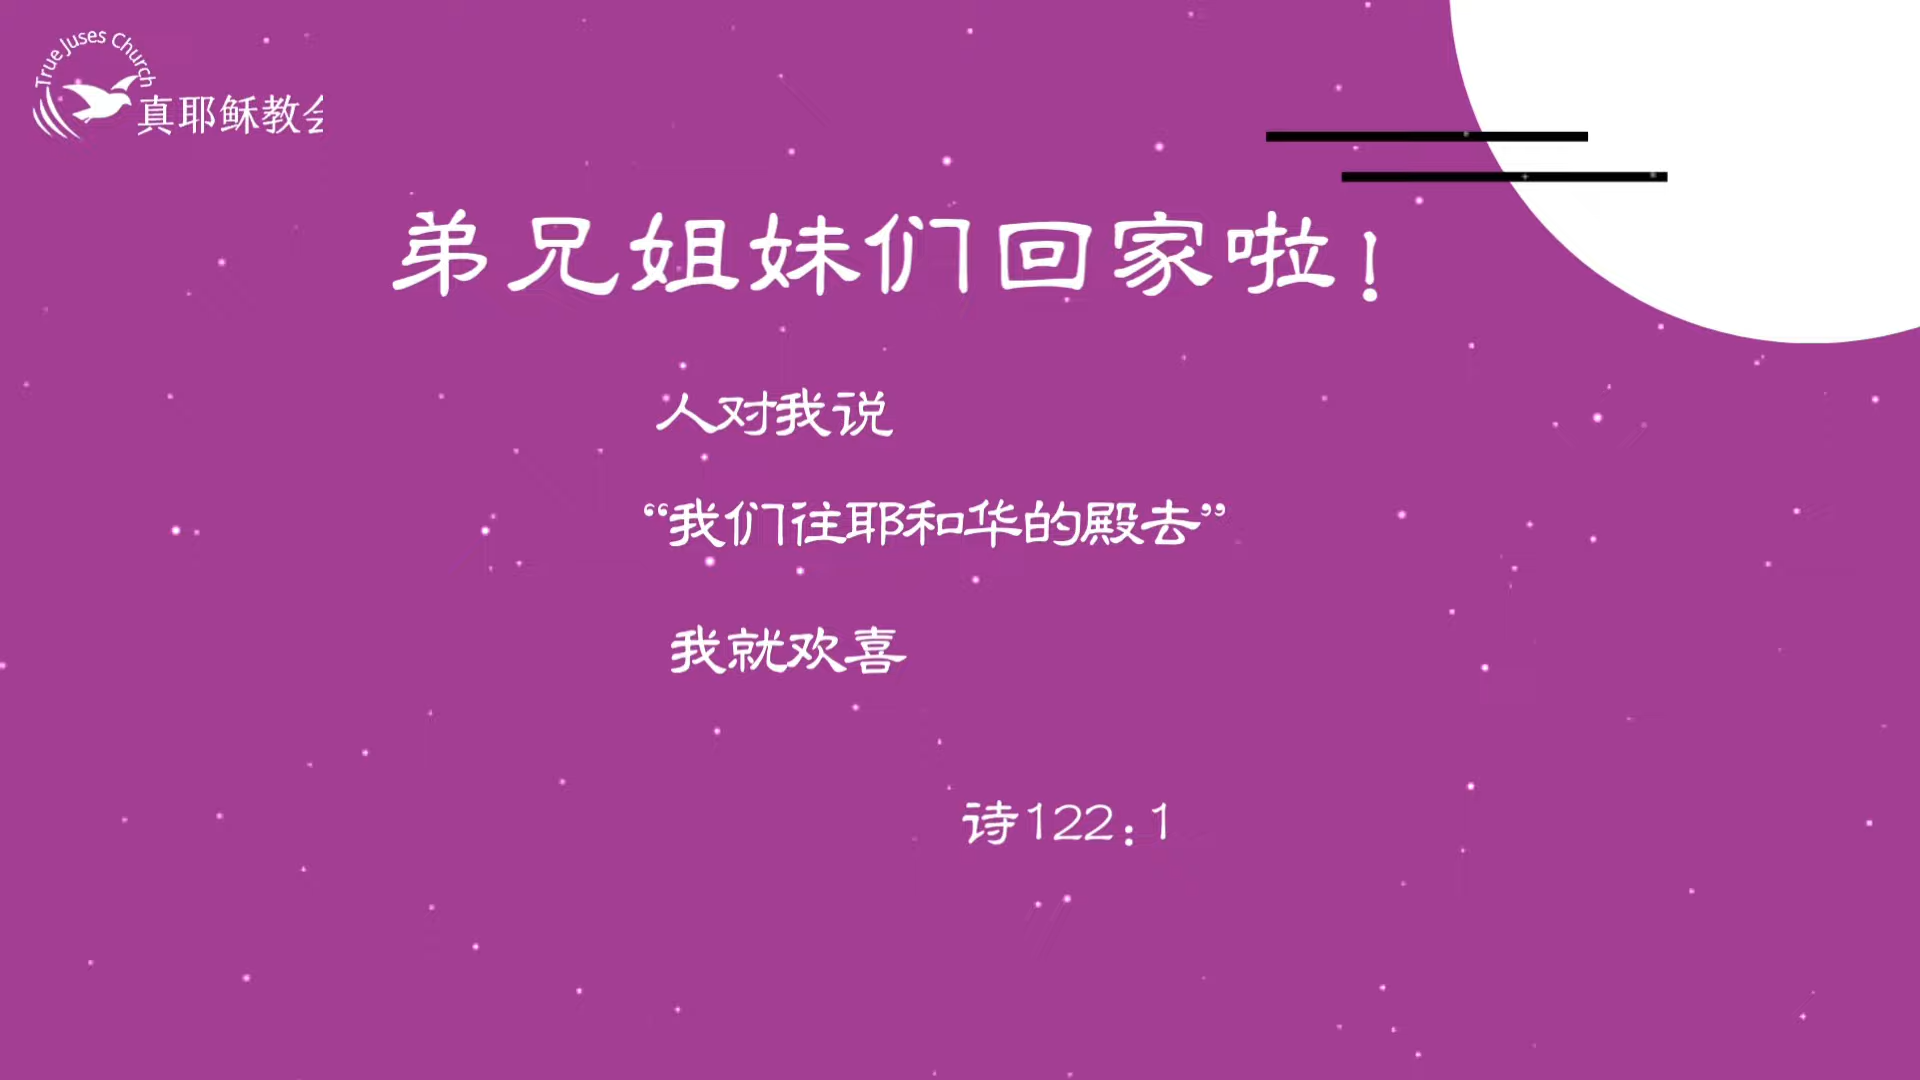 True Juses Church
真耶稣教会
弟兄姐妹们回家啦！
人对我说
“我们往耶和华的殿去”
我就欢喜
诗122：1